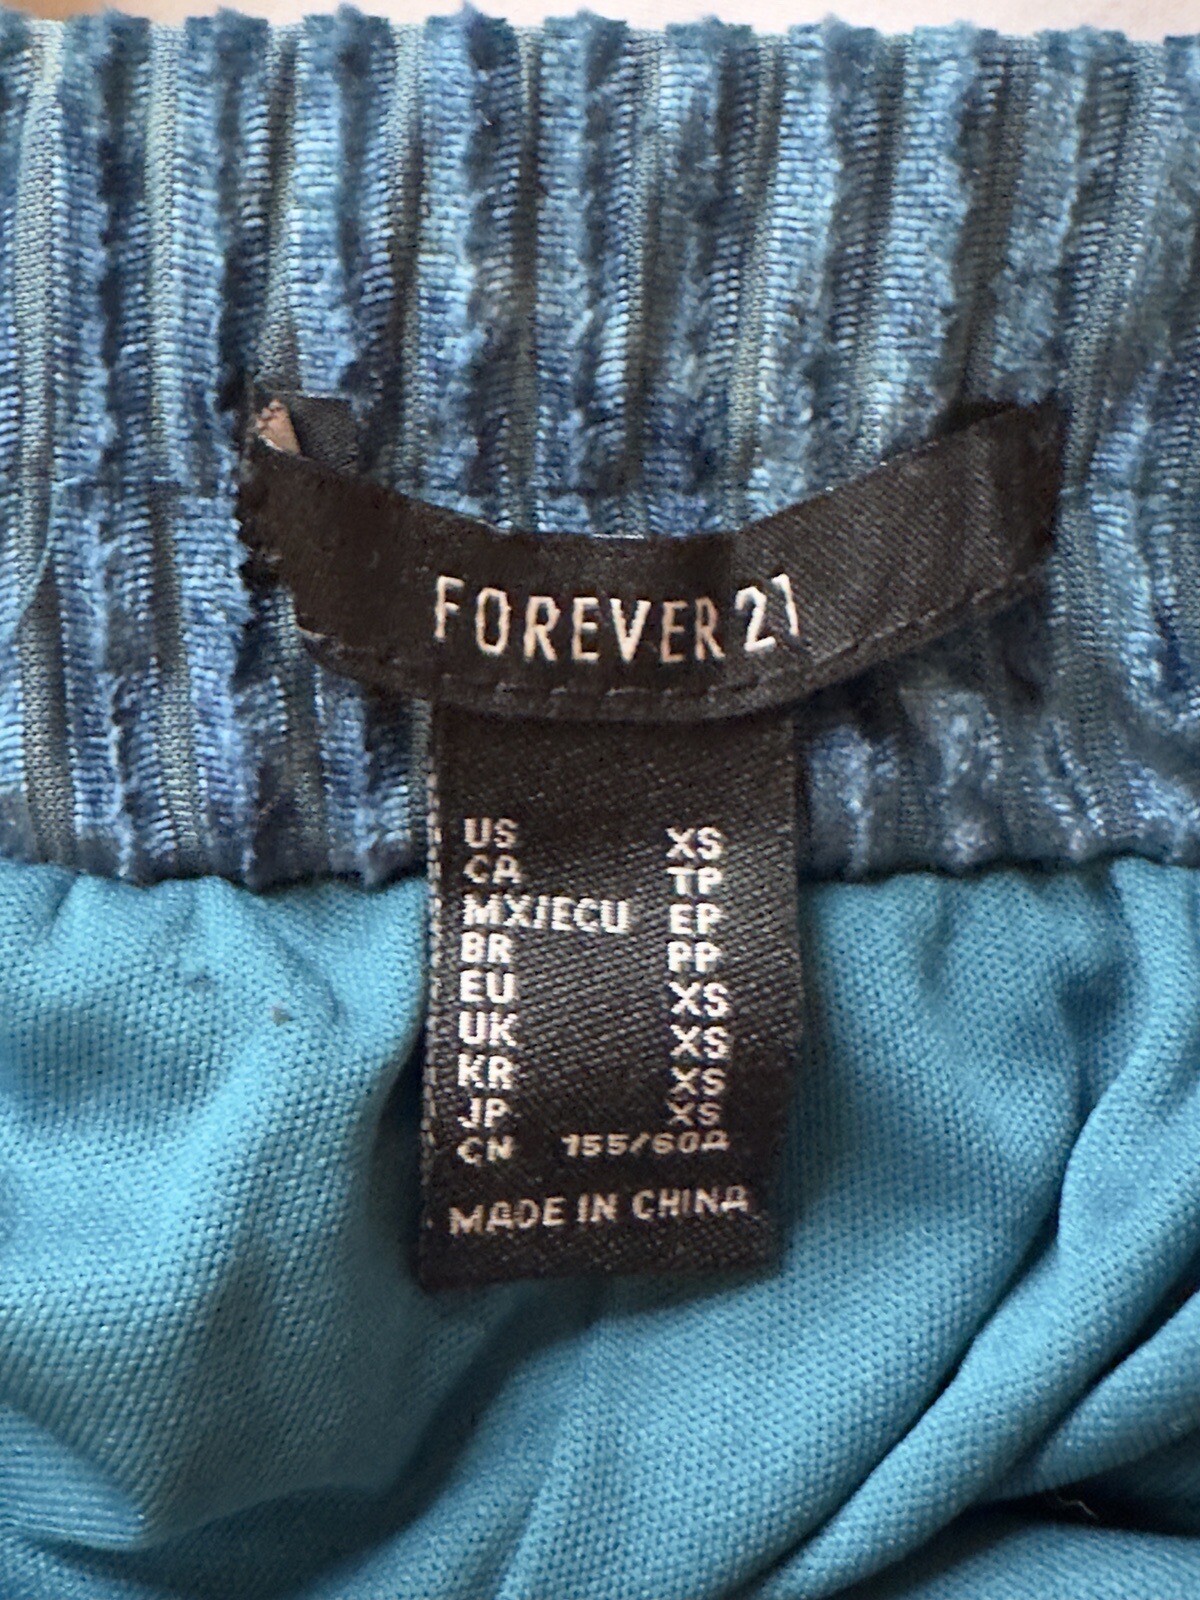 FOREVER 21
US XS
CA TP
MX/ECU EP
BR PP
EU XS
UK XS
KR XS
JP XS
CN 155/60A
MADE IN CHINA